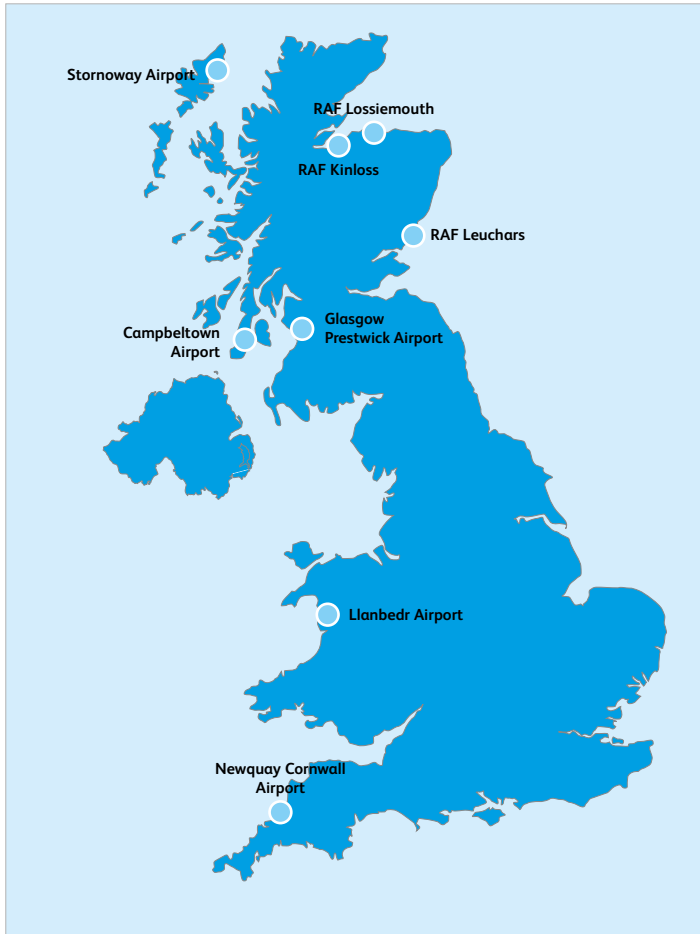 Stornoway Airport
RAF Lossiemouth
RAF Kinloss
RAF Leuchars
Glasgow
Prestwick Airport
Campbeltown
Airport
Llanbedr Airport
Newquay Cornwall
Airport